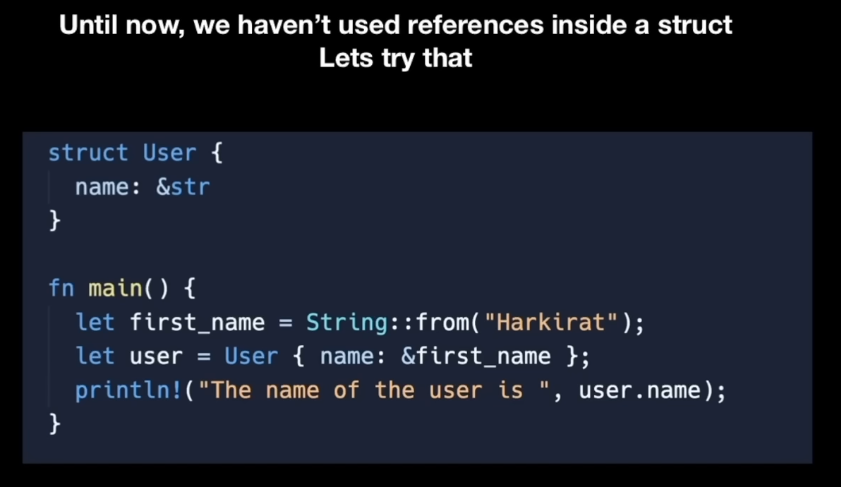 Until now, we haven’t used references inside a struct
Lets try that
struct User {
  name: &str
}
fn main() {
  let first_name = String::from("Harkirat");
  let user = User { name: &first_name };
  println!("The name of the user is ", user.name);
}